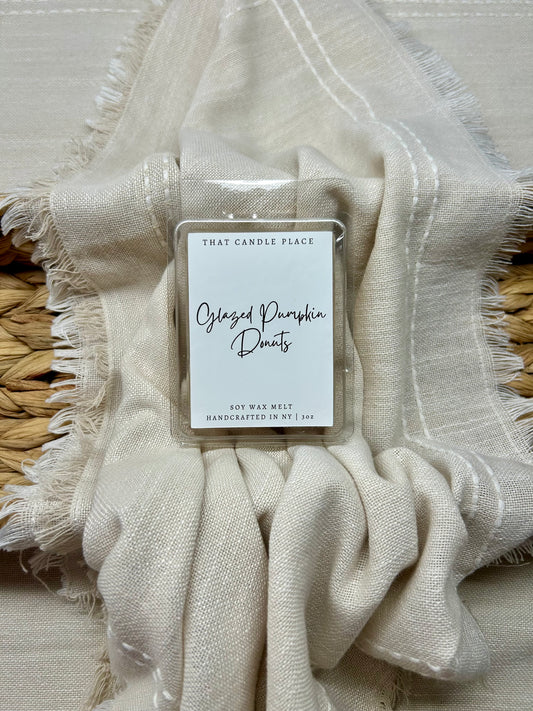 THAT CANDLE PLACE
Glazed Pumpkin
Donuts
SOY WAX MELT
HANDCRAFTED IN NY | 3oz